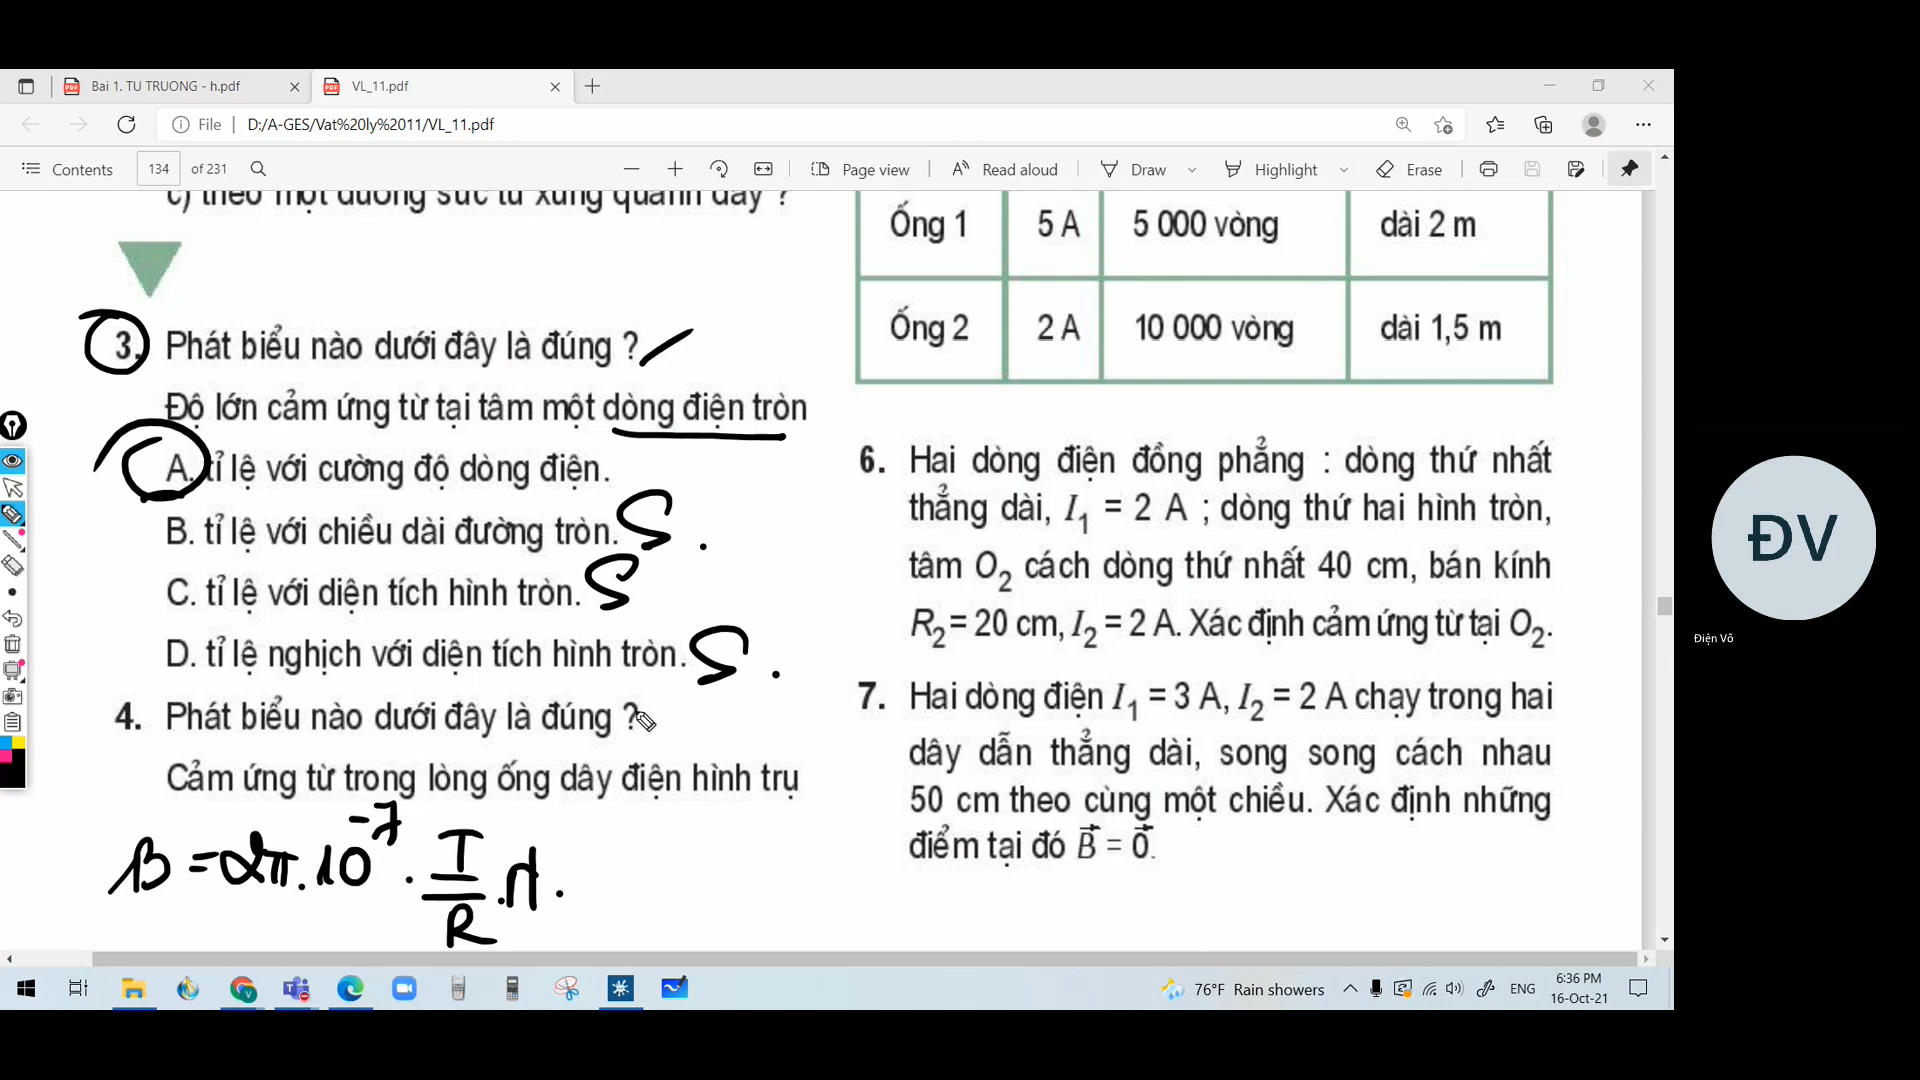 Bai 1. TU TRUONG - h.pdf
VL_11.pdf
File
D:/A-GES/Vat%20ly%2011/VL_11.pdf
Contents
134
of 231
Page view
Read aloud
Draw
Highlight
Erase
c) theo một đường sức từ xung quanh dây ?
3. Phát biểu nào dưới đây là đúng ?
Độ lớn cảm ứng từ tại tâm một dòng điện tròn
A. tỉ lệ với cường độ dòng điện.
B. tỉ lệ với chiều dài đường tròn. S .
C. tỉ lệ với diện tích hình tròn. S
D. tỉ lệ nghịch với diện tích hình tròn. S .
4. Phát biểu nào dưới đây là đúng ?
Cảm ứng từ trong lòng ống dây điện hình trụ
B = 2π.10^-7 . I/R .N.
Ống 1 5 A 5 000 vòng dài 2 m
Ống 2 2 A 10 000 vòng dài 1,5 m
6. Hai dòng điện đồng phẳng : dòng thứ nhất
thẳng dài, I1 = 2 A ; dòng thứ hai hình tròn,
tâm O2 cách dòng thứ nhất 40 cm, bán kính
R2 = 20 cm, I2 = 2 A. Xác định cảm ứng từ tại O2.
7. Hai dòng điện I1 = 3 A, I2 = 2 A chạy trong hai
dây dẫn thẳng dài, song song cách nhau
50 cm theo cùng một chiều. Xác định những
điểm tại đó B⃗ = 0⃗.
ĐV
Điện Võ
76°F Rain showers
ENG
6:36 PM
16-Oct-21